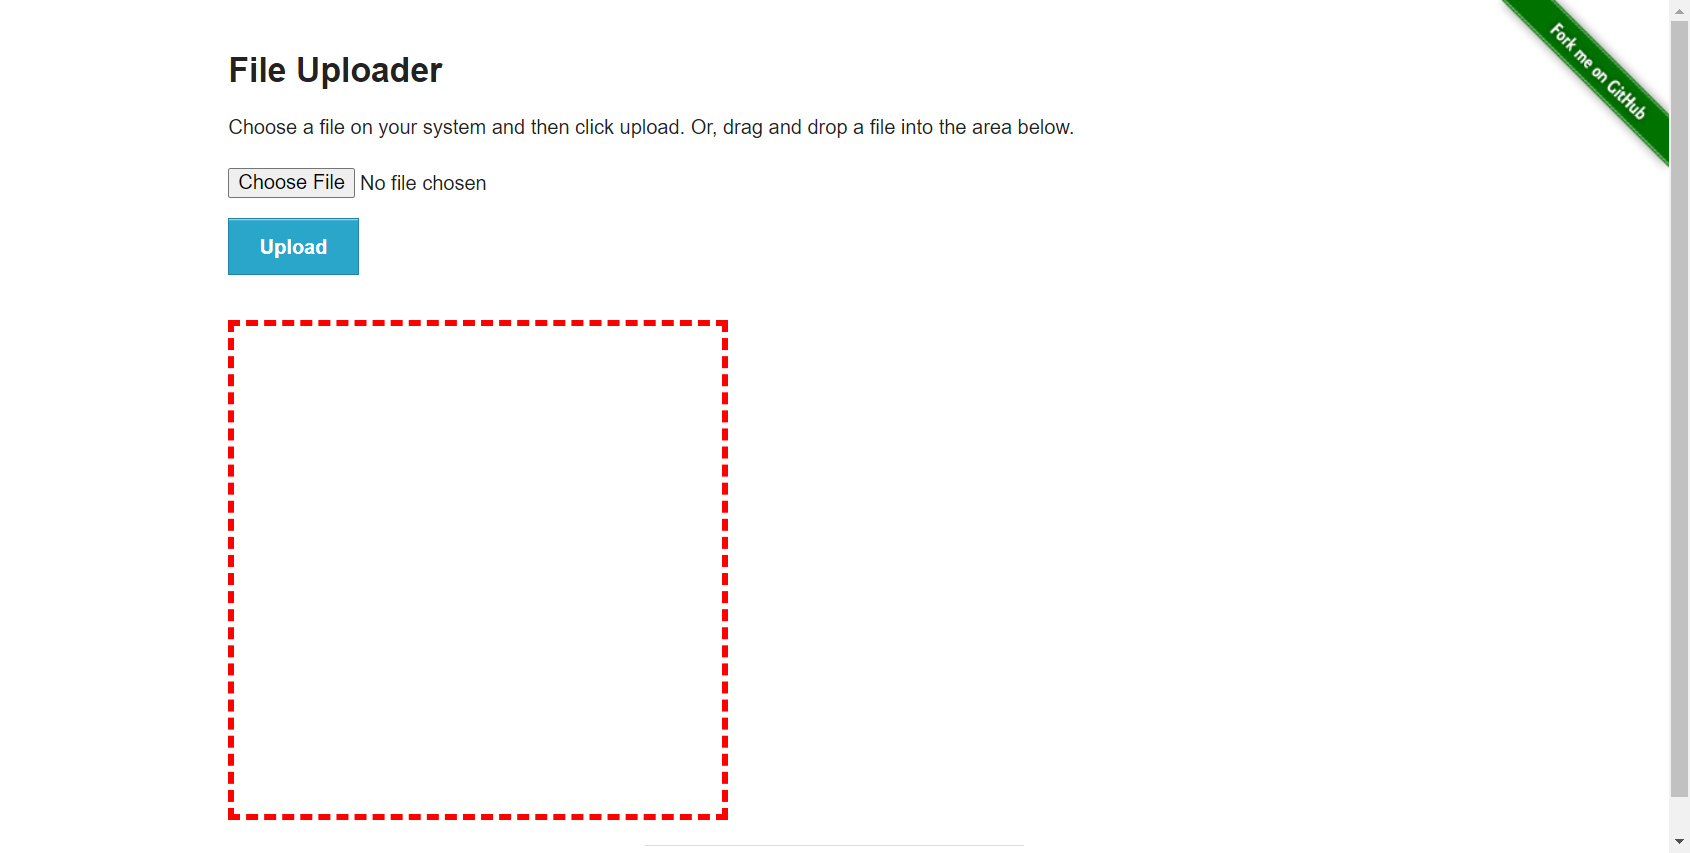 File Uploader
Choose a file on your system and then click upload. Or, drag and drop a file into the area below.
Choose File No file chosen
Upload
Fork me on GitHub